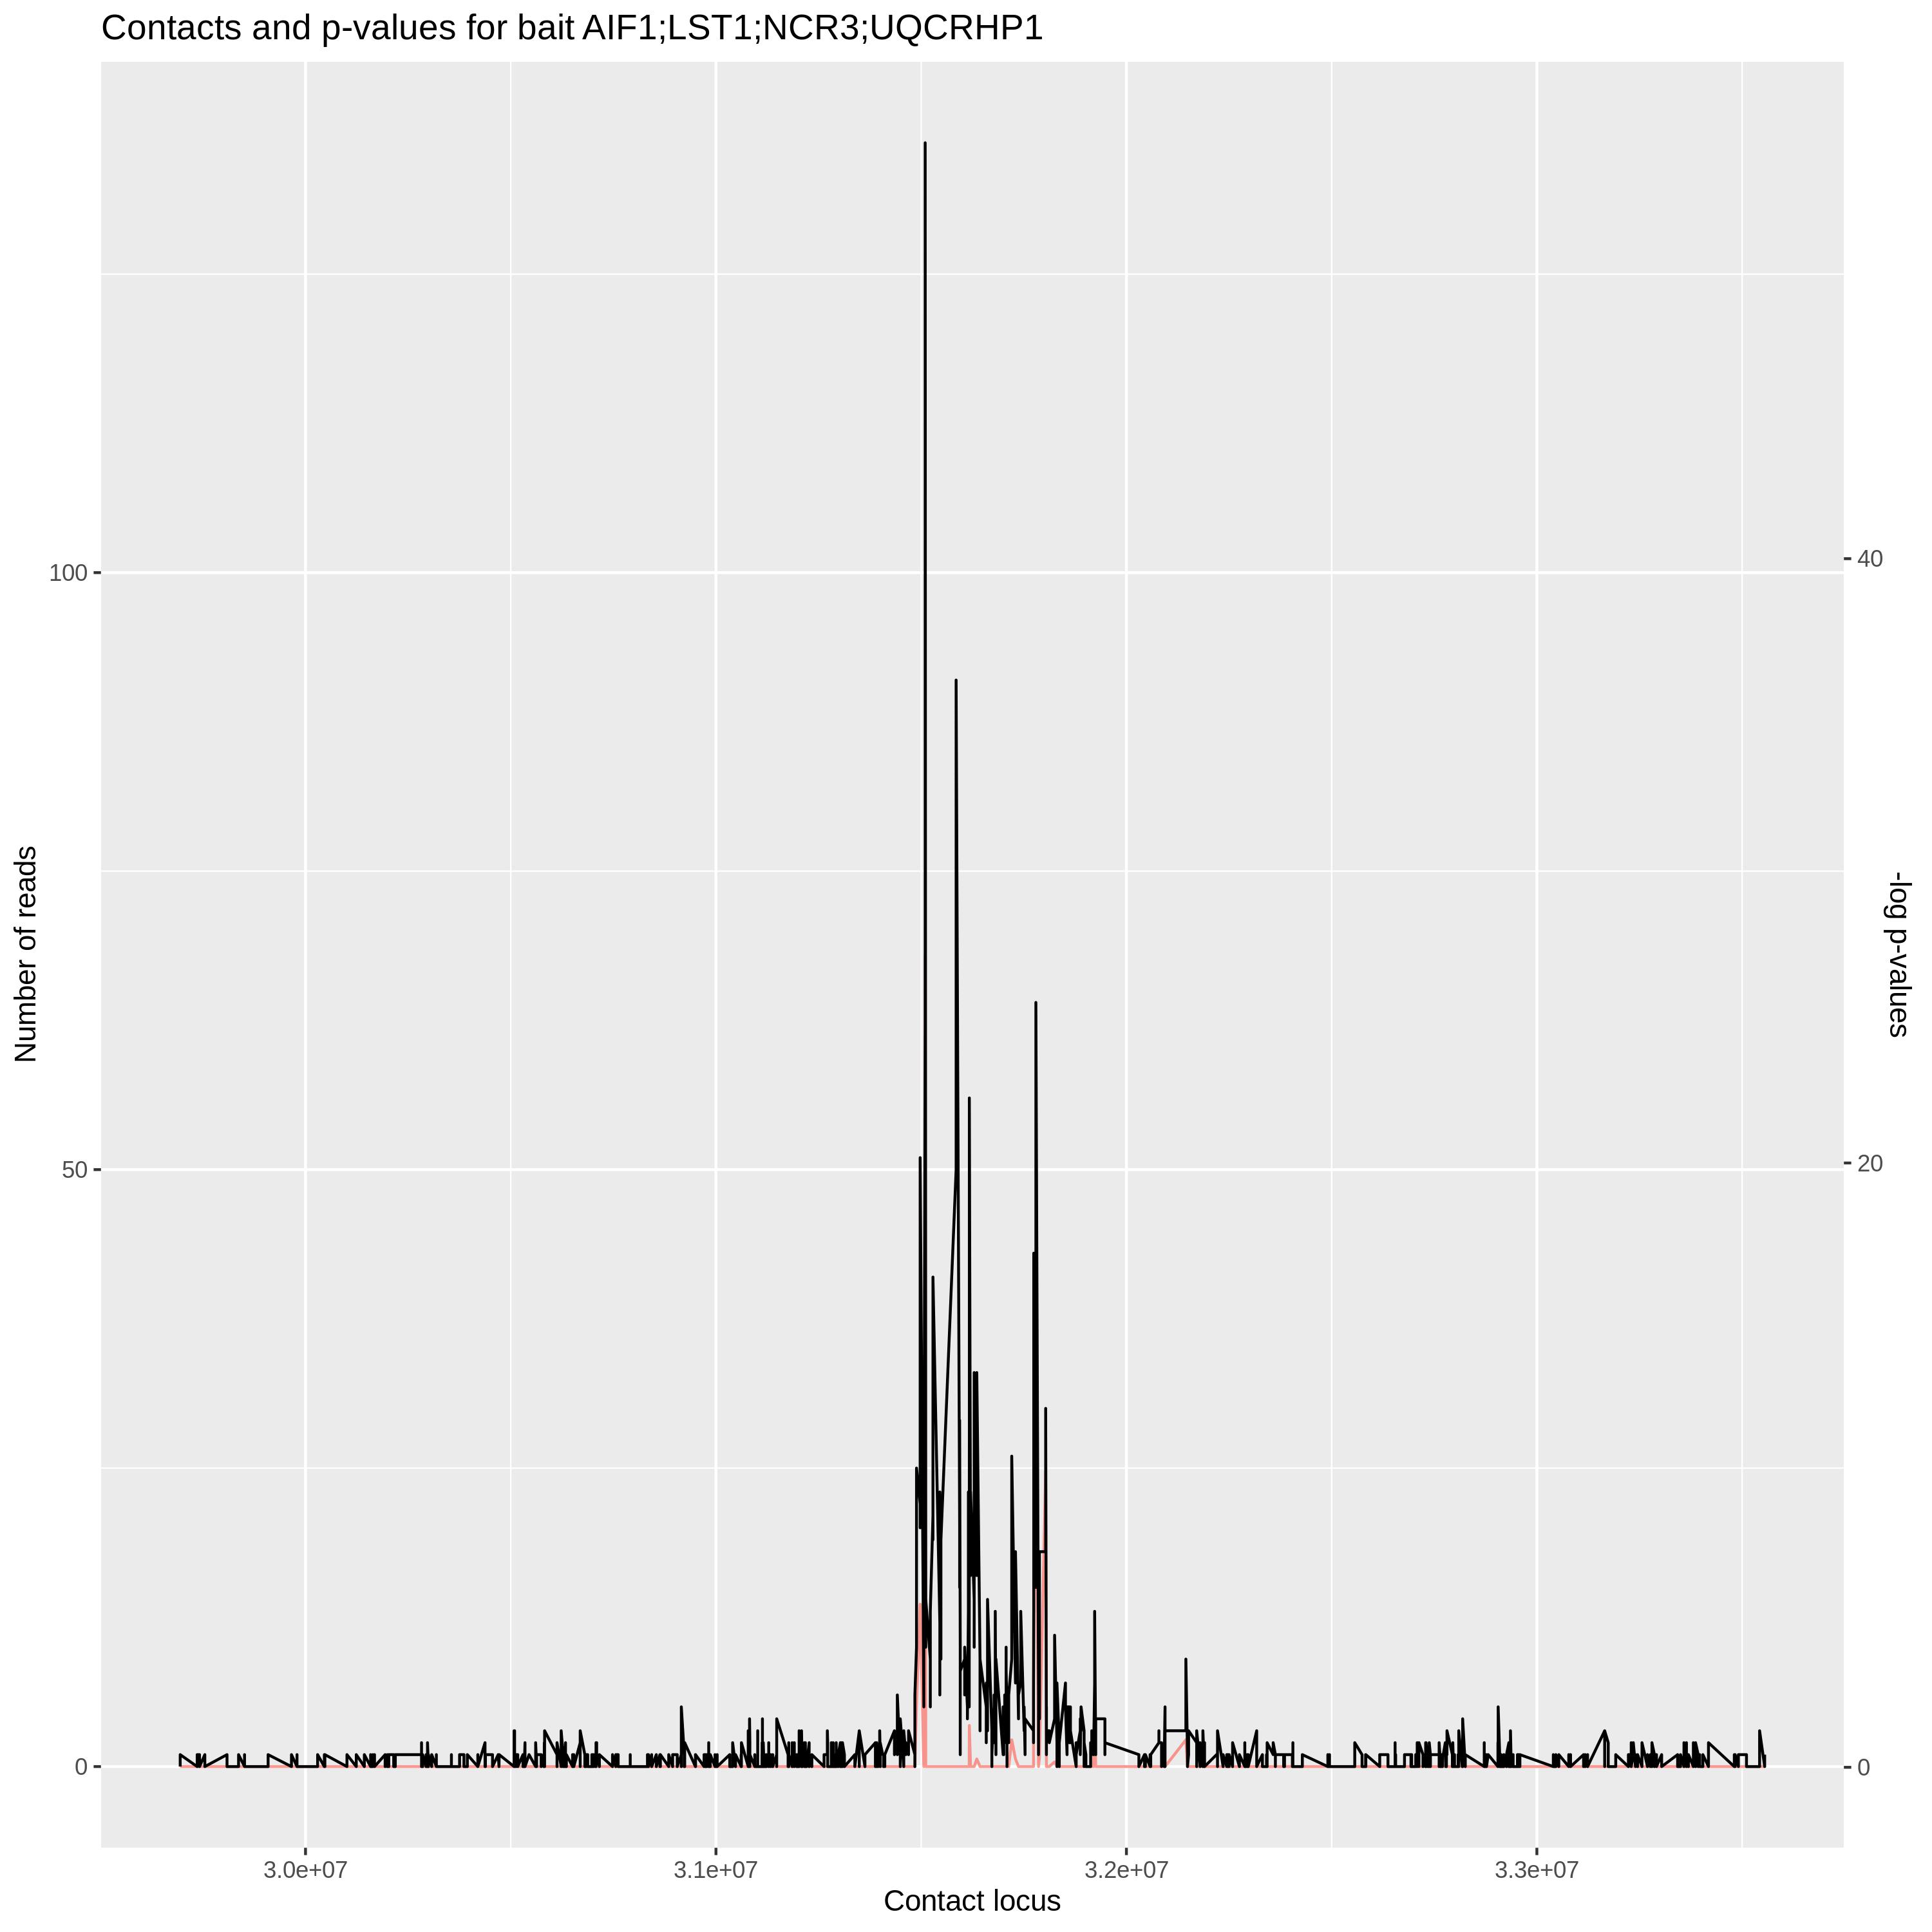 Contacts and p-values for bait AIF1;LST1;NCR3;UQCRHP1
100
50
0
Number of reads
40
20
0
-log p-values
3.0e+07
3.1e+07
3.2e+07
3.3e+07
Contact locus